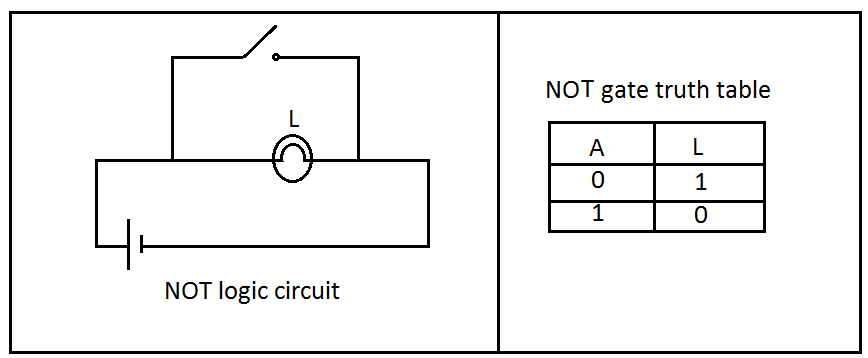 L
NOT logic circuit
NOT gate truth table
A L
0 1
1 0